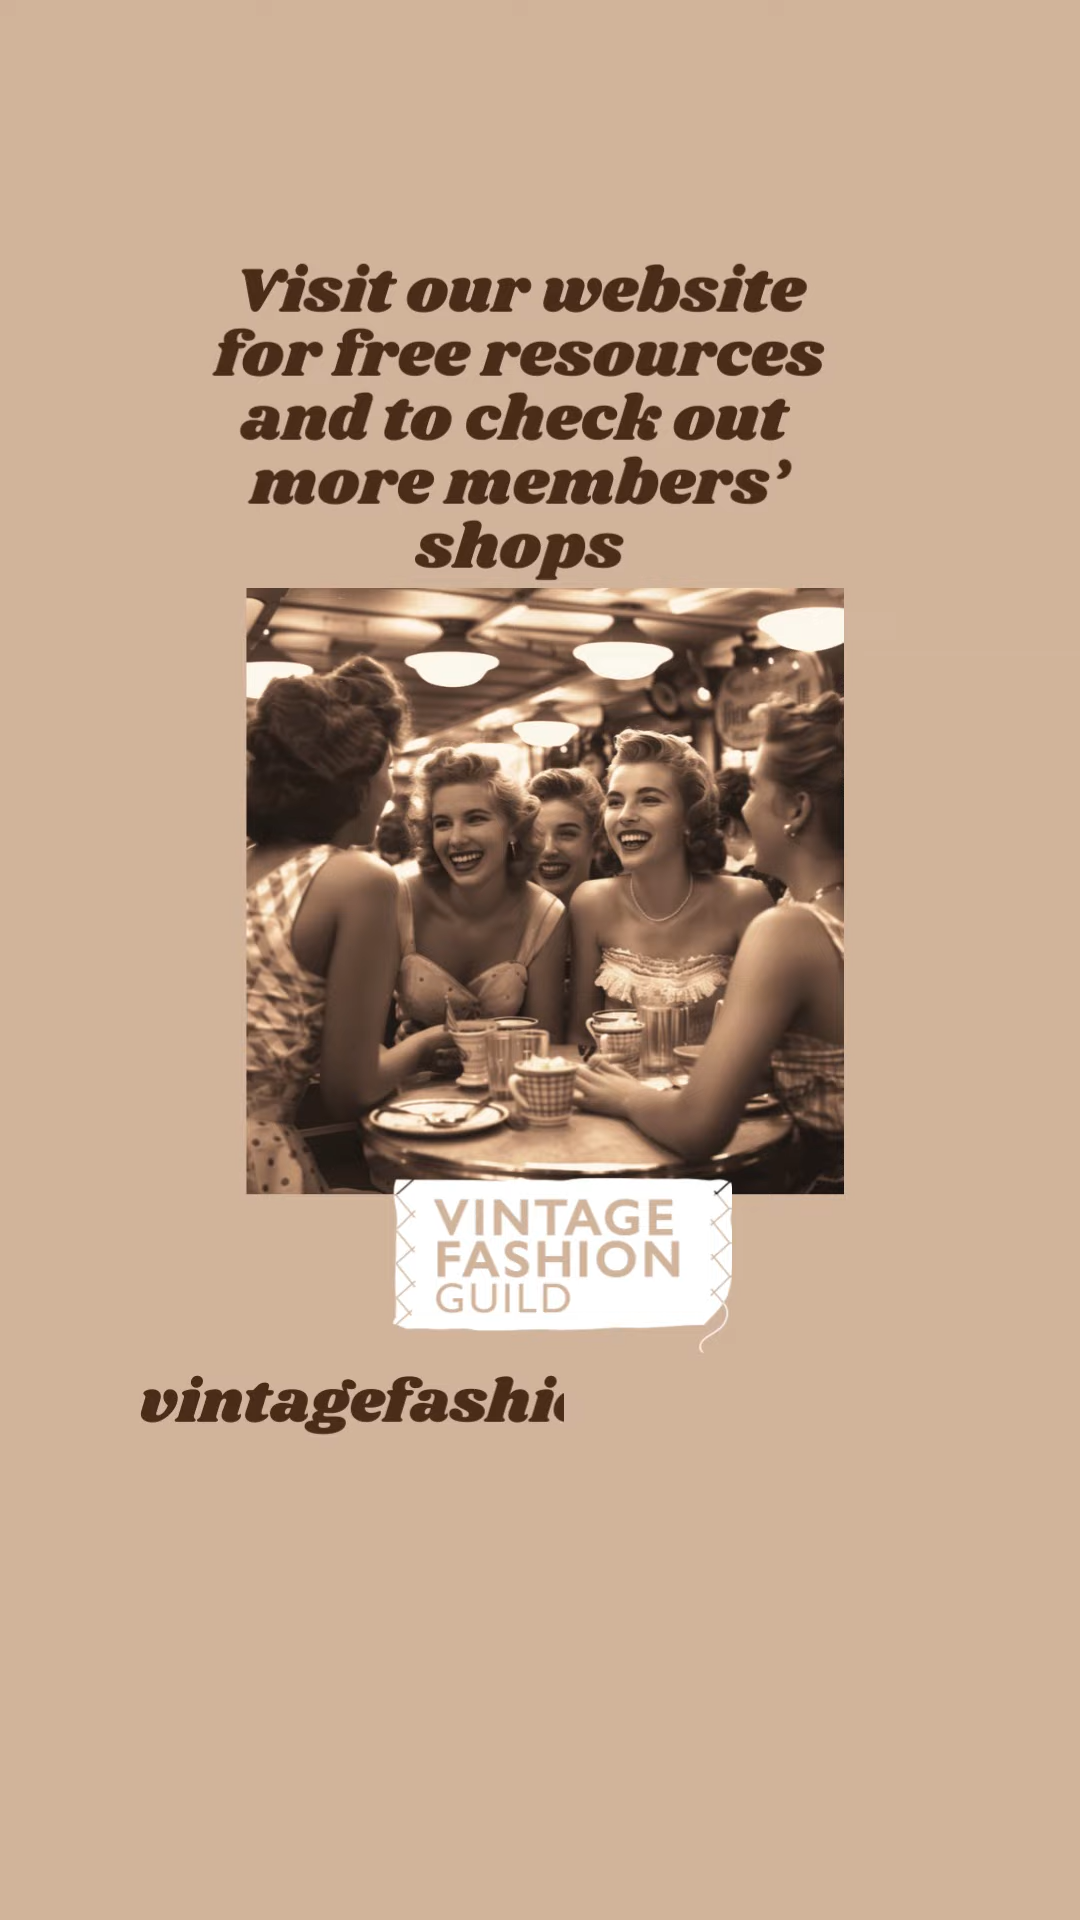 Visit our website
for free resources
and to check out
more members’
shops
VINTAGE
FASHION
GUILD
vintagefashi